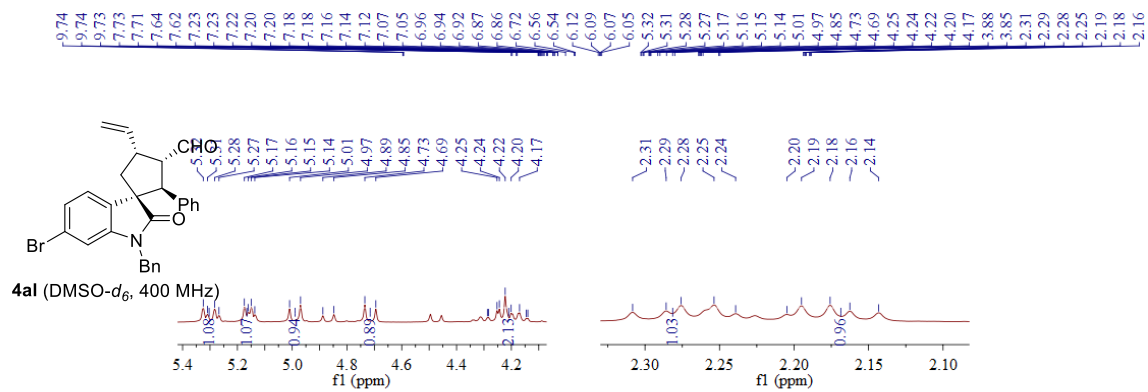 9.74 9.74 9.73 7.73 7.71 7.64 7.62 7.23 7.23 7.22 7.20 7.20 7.18 7.18 7.16 7.14 7.12 7.07 7.05 6.96 6.94 6.92 6.87 6.86 6.72 6.56 6.54 6.12 6.09 6.07 6.05 5.32 5.31 5.28 5.27 5.17 5.16 5.15 5.14 5.01 4.97 4.85 4.73 4.69 4.25 4.24 4.22 4.20 4.17 3.88 3.85 2.31 2.29 2.28 2.25 2.24 2.19 2.18 2.16
5.28 5.27 5.17 5.16 5.15 5.14 5.01 4.97 4.89 4.85 4.73 4.69 4.25 4.24 4.22 4.20 4.17
2.31 2.29 2.28 2.25 2.24 2.20 2.19 2.18 2.16 2.14
CHO
Ph
O
N
Br
Bn
4al (DMSO-d6, 400 MHz)
1.08 1.07 0.94 0.89 2.13 1.03 0.96
5.4 5.2 5.0 4.8 4.6 4.4 4.2 2.30 2.25 2.20 2.15 2.10
f1 (ppm) f1 (ppm)